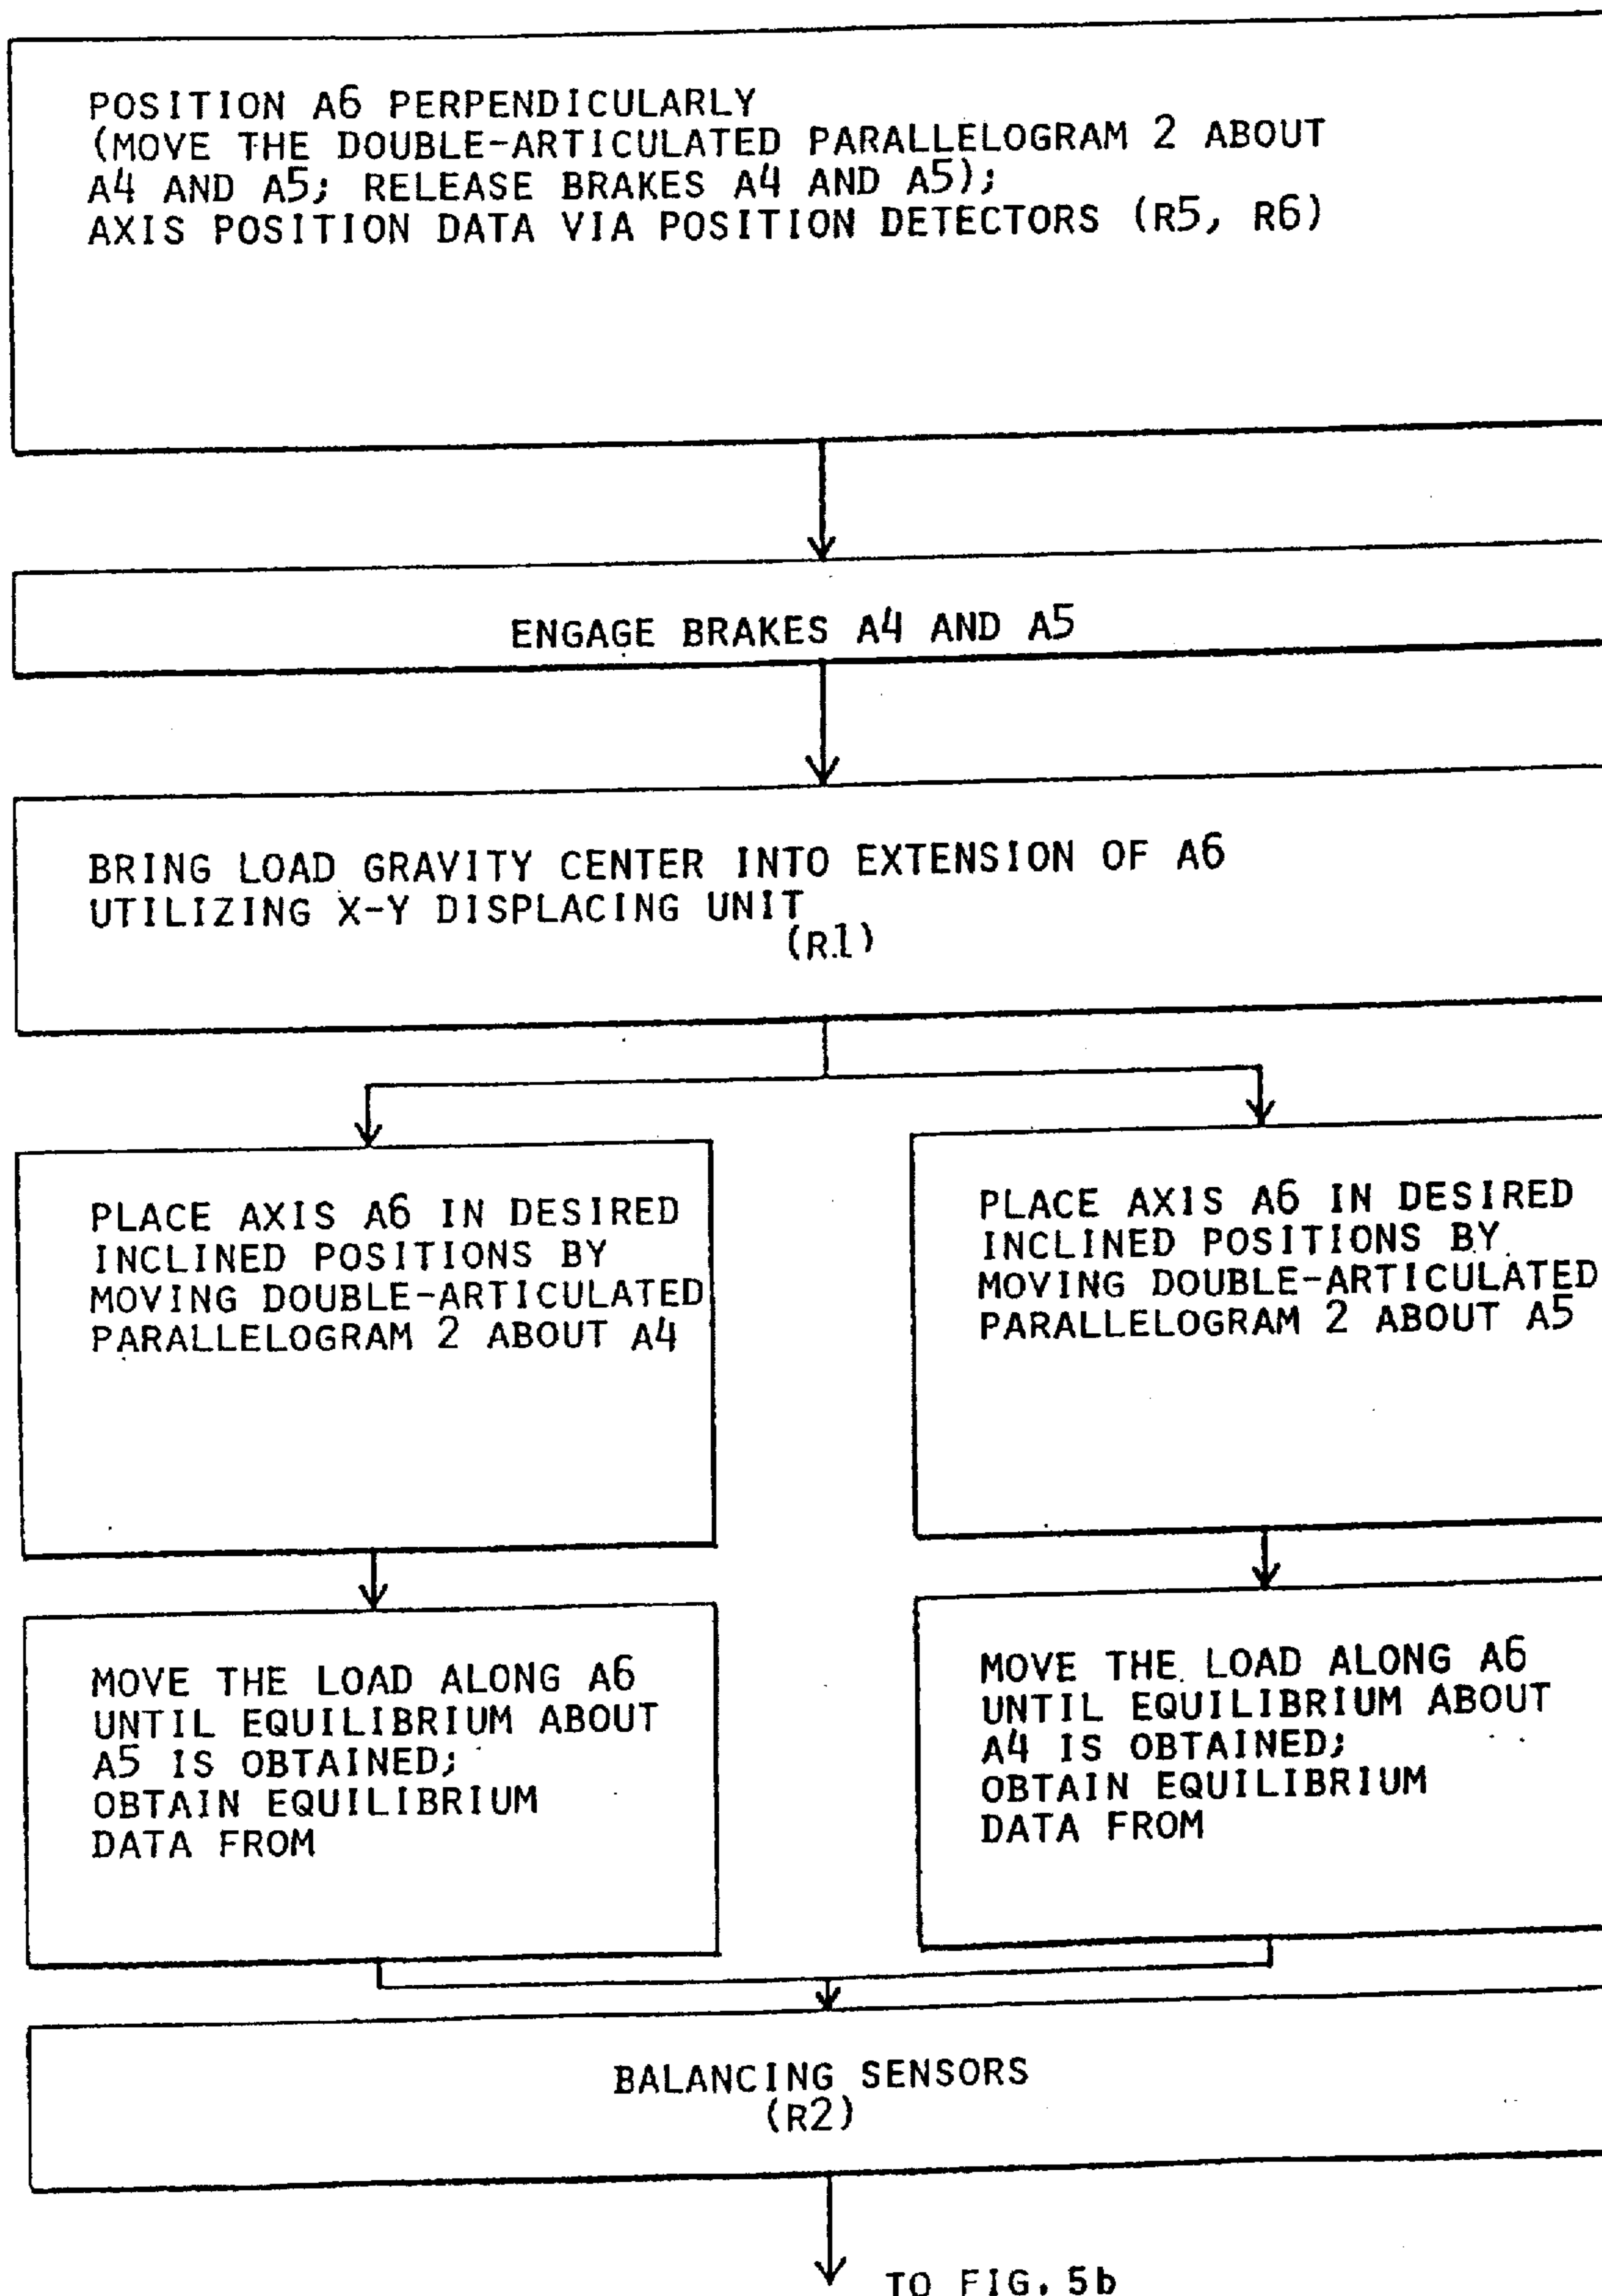 POSITION A6 PERPENDICULARLY
(MOVE THE DOUBLE-ARTICULATED PARALLELOGRAM 2 ABOUT
A4 AND A5; RELEASE BRAKES A4 AND A5);
AXIS POSITION DATA VIA POSITION DETECTORS (R5, R6)
ENGAGE BRAKES A4 AND A5
BRING LOAD GRAVITY CENTER INTO EXTENSION OF A6
UTILIZING X-Y DISPLACING UNIT
(R1)
PLACE AXIS A6 IN DESIRED
INCLINED POSITIONS BY
MOVING DOUBLE-ARTICULATED
PARALLELOGRAM 2 ABOUT A4
PLACE AXIS A6 IN DESIRED
INCLINED POSITIONS BY
MOVING DOUBLE-ARTICULATED
PARALLELOGRAM 2 ABOUT A5
MOVE THE LOAD ALONG A6
UNTIL EQUILIBRIUM ABOUT
A5 IS OBTAINED;
OBTAIN EQUILIBRIUM
DATA FROM
MOVE THE LOAD ALONG A6
UNTIL EQUILIBRIUM ABOUT
A4 IS OBTAINED;
OBTAIN EQUILIBRIUM
DATA FROM
BALANCING SENSORS
(R2)
TO FIG. 5b